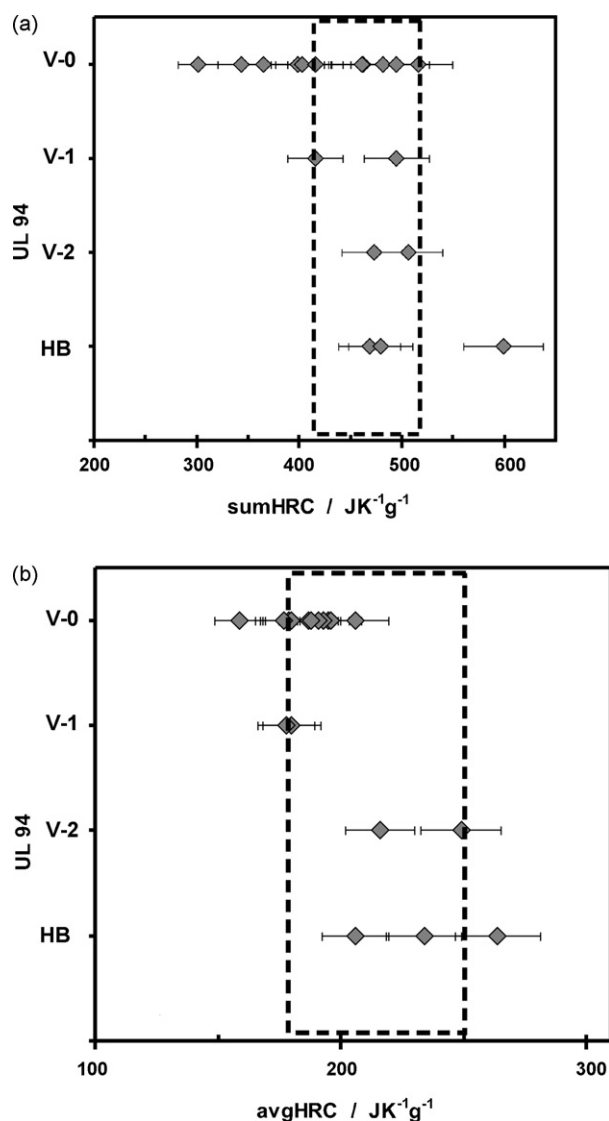 (a)
V-0
V-1
UL 94
V-2
HB
200 300 400 500 600
sumHRC / JK⁻¹g⁻¹
(b)
V-0
V-1
UL 94
V-2
HB
100 200 300
avgHRC / JK⁻¹g⁻¹